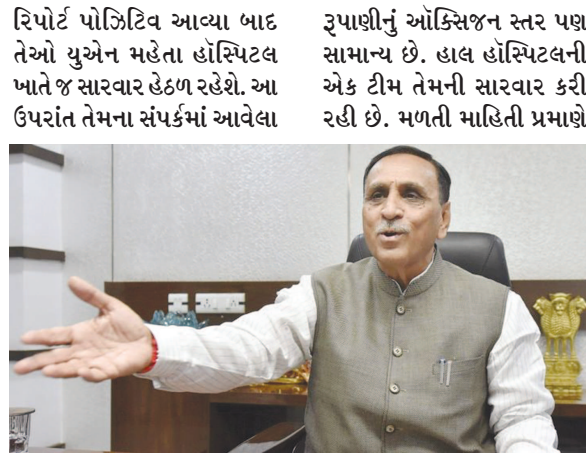 રિપોર્ટ પોઝિટિવ આવ્યા બાદ
તેઓ યુએન મહેતા હૉસ્પિટલ
ખાતે જ સારવાર હેઠળ રહેશે. આ
ઉપરાંત તેમના સંપર્કમાં આવેલા
રૂપાણીનું ઑક્સિજન સ્તર પણ
સામાન્ય છે. હાલ હૉસ્પિટલની
એક ટીમ તેમની સારવાર કરી
રહી છે. મળતી માહિતી પ્રમાણે